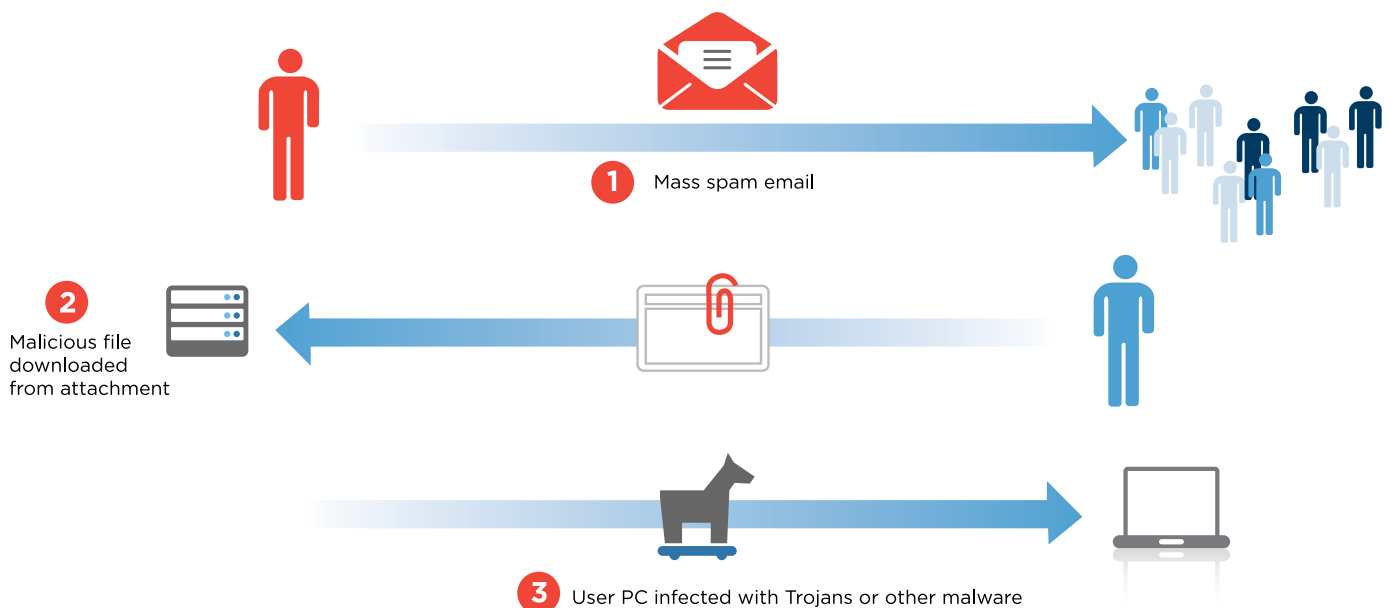 1
Mass spam email
2
Malicious file
downloaded
from attachment
3
User PC infected with Trojans or other malware